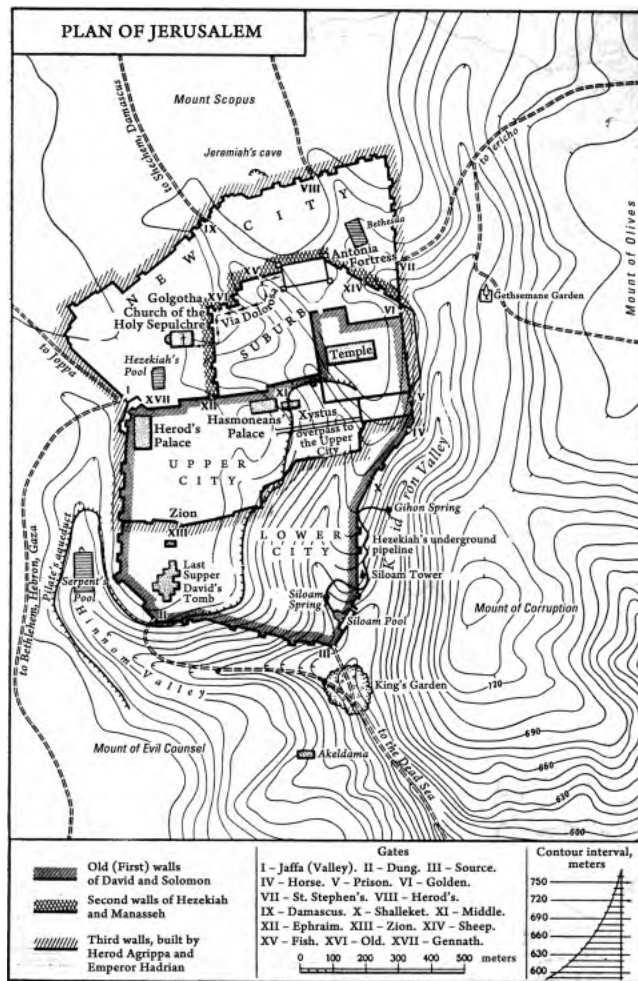 PLAN OF JERUSALEM
Mount Scopus
to Shechem, Damascus
Jeremiah's cave
to Jericho
VIII
IX
NEW CITY
Bethesda
Antonia
Fortress
VII
XV
XIV
XVI
Golgotha
Church of the
Holy Sepulchre
Via Dolorosa
SUBURB
VI
Temple
Gethsemane Garden
Mount of Olives
to Joppa
Hezekiah's
Pool
I
XVII
XII
XI
Xystus
V
IV
Herod's
Palace
Hasmoneans'
Palace
overpass to
the Upper
City
UPPER
CITY
X
Kidron Valley
Gihon Spring
Zion
XIII
LOWER
CITY
Hezekiah's underground
pipeline
Siloam Tower
Last
Supper
David's
Tomb
Siloam
Spring
Siloam Pool
Mount of Corruption
to Bethlehem, Hebron, Gaza
Pilate's aqueduct
Serpent's
Pool
II
III
Hinnom Valley
King's Garden
720
690
660
630
600
Mount of Evil Counsel
Akeldama
to the Dead Sea
Old (First) walls
of David and Solomon
Second walls of Hezekiah
and Manasseh
Third walls, built by
Herod Agrippa and
Emperor Hadrian
Gates
I – Jaffa (Valley). II – Dung. III – Source.
IV – Horse. V – Prison. VI – Golden.
VII – St. Stephen's. VIII – Herod's.
IX – Damascus. X – Shalleket. XI – Middle.
XII – Ephraim. XIII – Zion. XIV – Sheep.
XV – Fish. XVI – Old. XVII – Gennath.
0 100 200 300 400 500 meters
Contour interval,
meters
750
720
690
660
630
600